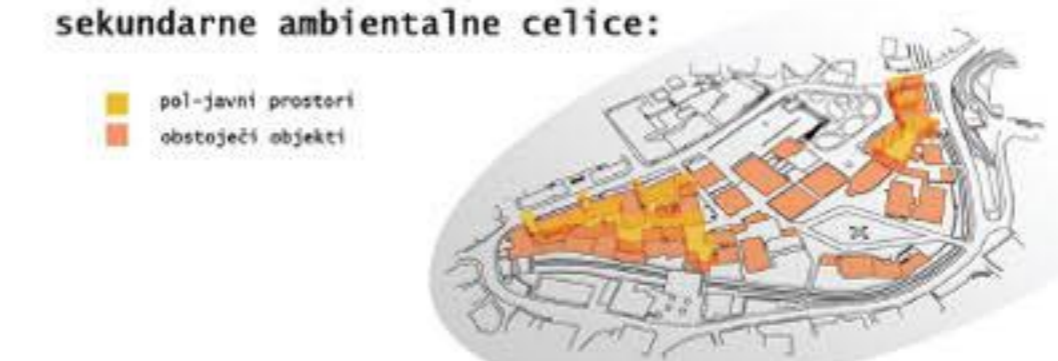 sekundarne ambientalne celice:
pol-javni prostori
obstoječi objekti